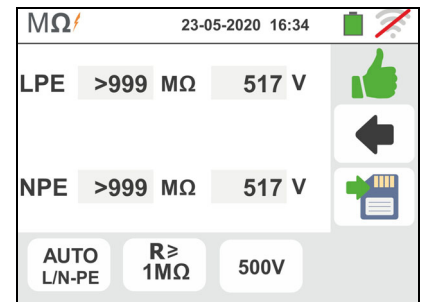 MΩ 23-05-2020 16:34
LPE >999 MΩ 517 V
NPE >999 MΩ 517 V
AUTO L/N-PE
R≥ 1MΩ
500V